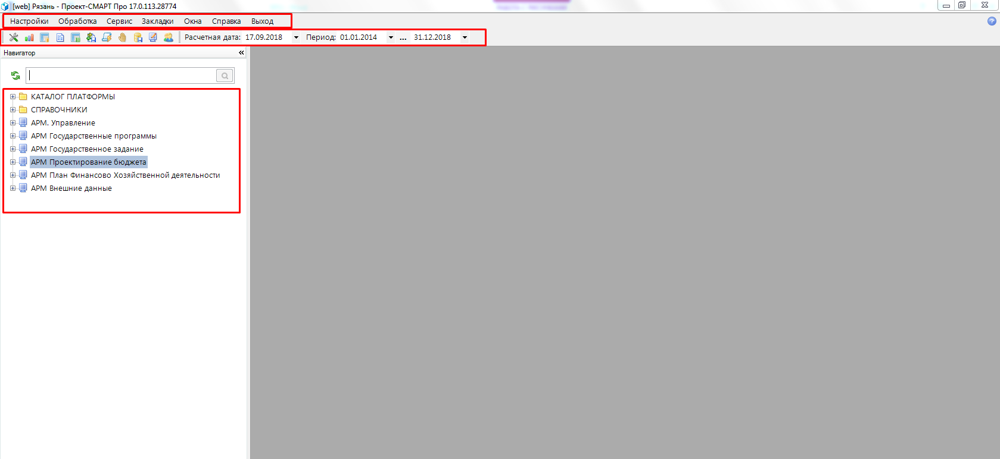 [web] Рязань - Проект-СМАРТ Про 17.0.113.28774
Настройки Обработка Сервис Закладки Окна Справка Выход
Расчетная дата: 17.09.2018 Период: 01.01.2014 ... 31.12.2018
Навигатор
КАТАЛОГ ПЛАТФОРМЫ
СПРАВОЧНИКИ
АРМ. Управление
АРМ Государственные программы
АРМ Государственное задание
АРМ Проектирование бюджета
АРМ План Финансово Хозяйственной деятельности
АРМ Внешние данные